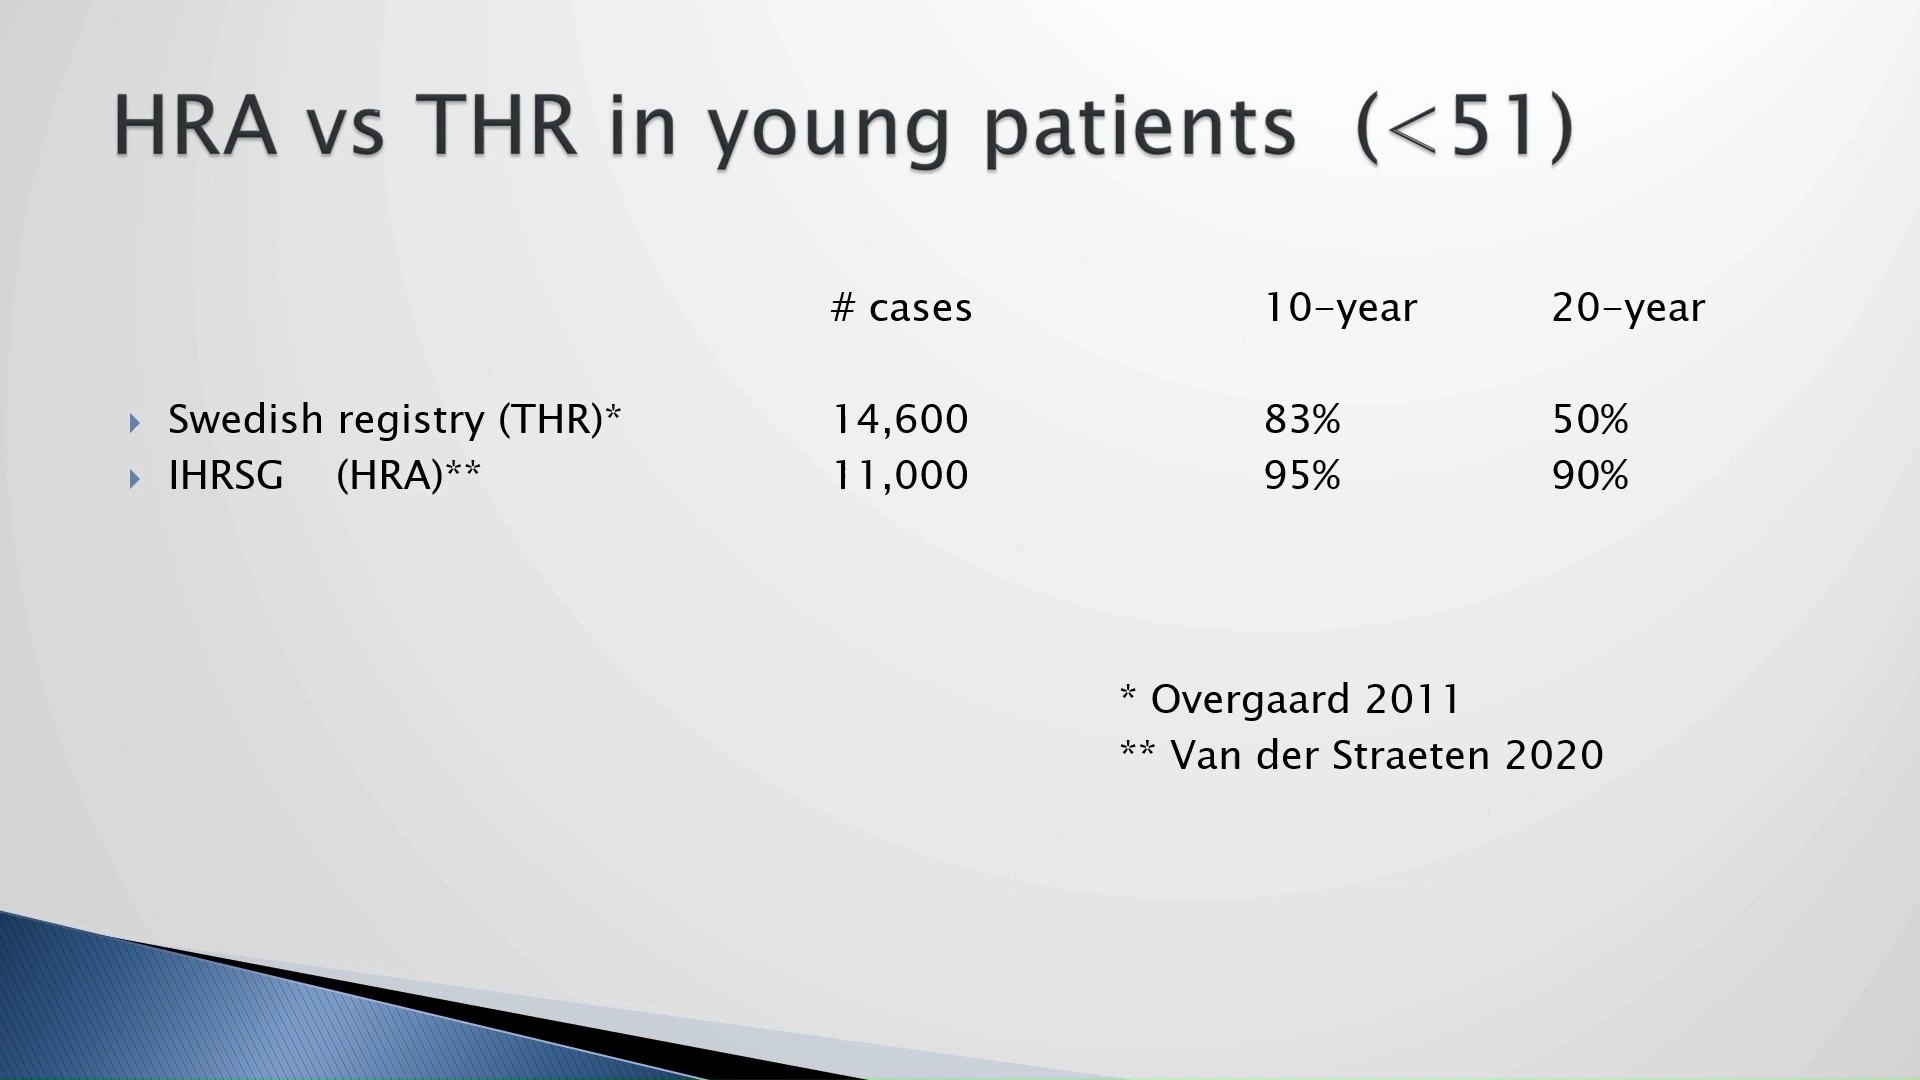 HRA vs THR in young patients (<51)
# cases 10-year 20-year
Swedish registry (THR)* 14,600 83% 50%
IHRSG (HRA)** 11,000 95% 90%
* Overgaard 2011
** Van der Straeten 2020